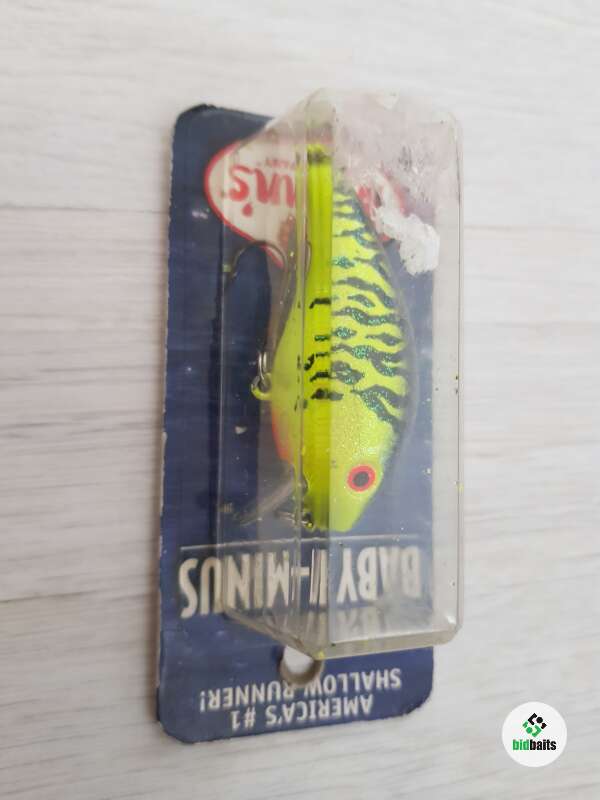 AMERICA'S #1
SHALLOW RUNNER!
BABY 1-MINUS
bidbaits